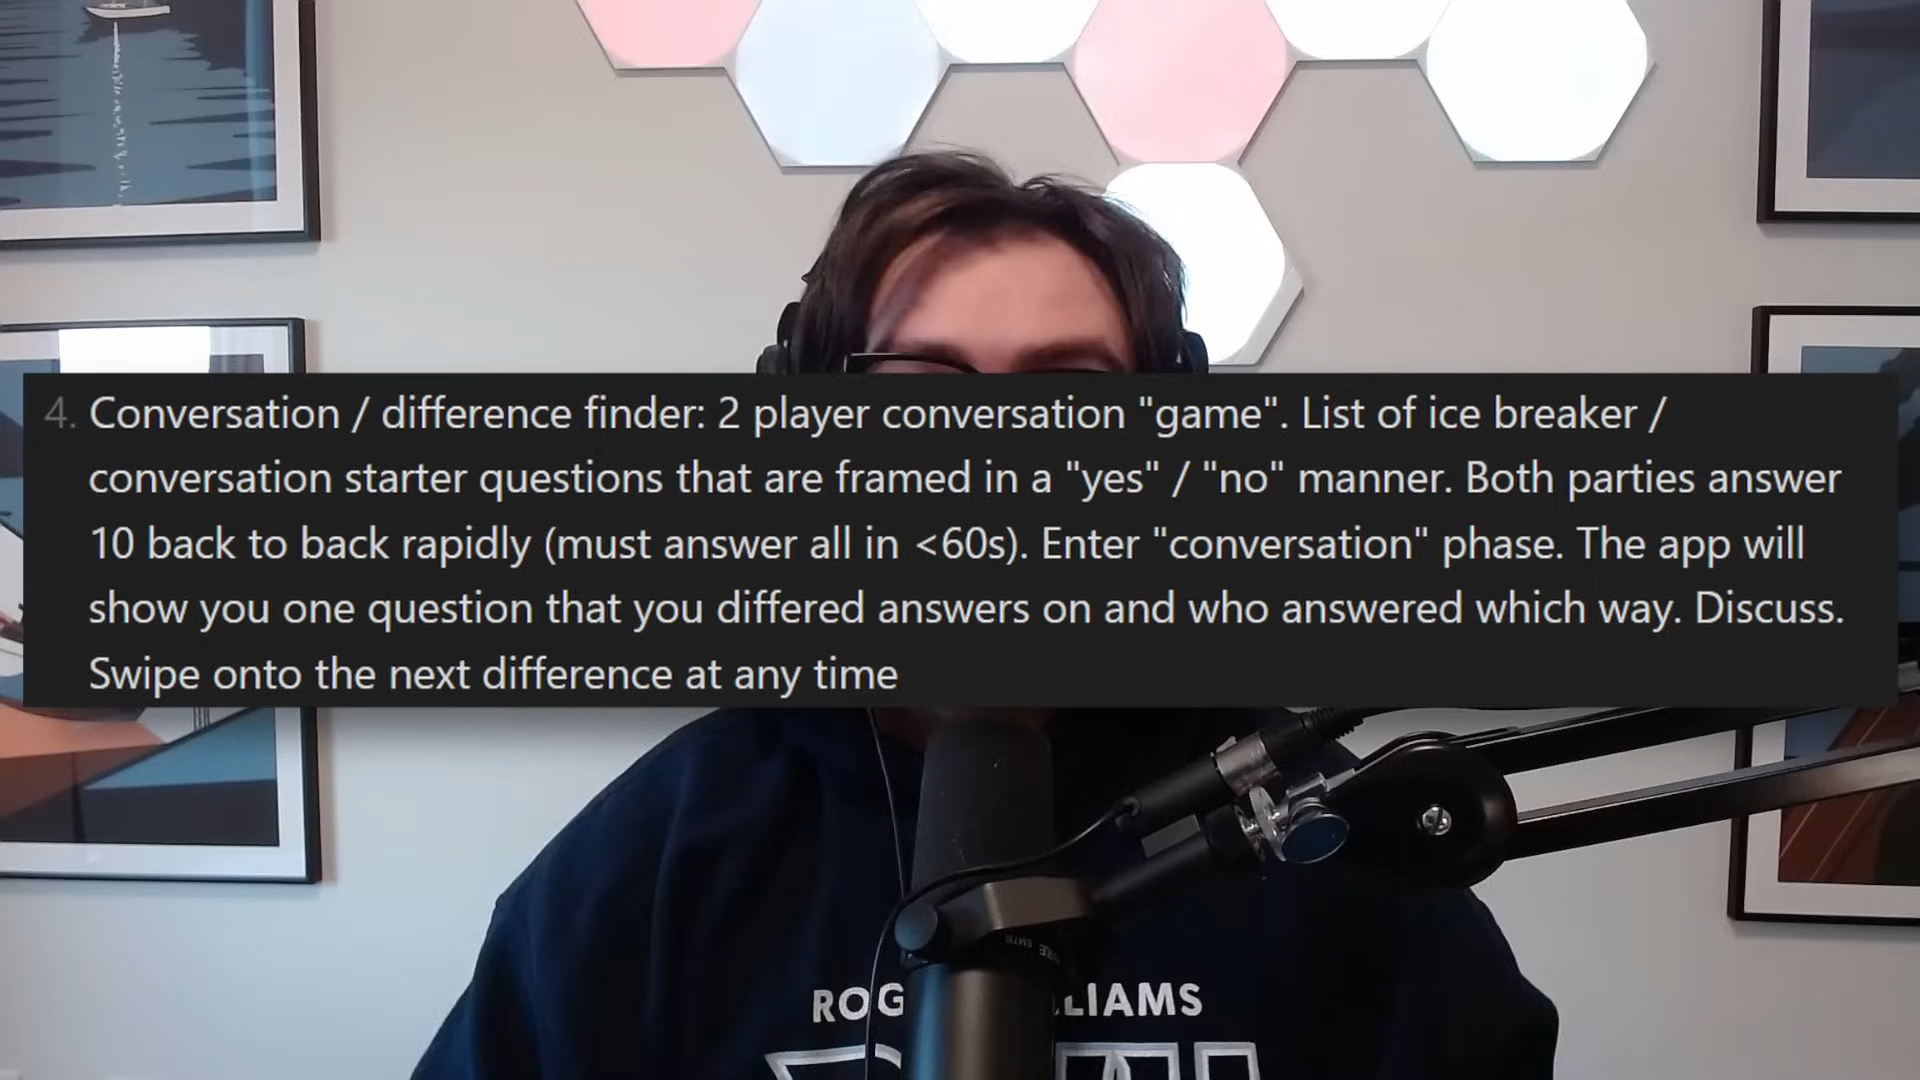 4. Conversation / difference finder: 2 player conversation "game". List of ice breaker /
conversation starter questions that are framed in a "yes" / "no" manner. Both parties answer
10 back to back rapidly (must answer all in <60s). Enter "conversation" phase. The app will
show you one question that you differed answers on and who answered which way. Discuss.
Swipe onto the next difference at any time
ROG LLIAMS
SM7B